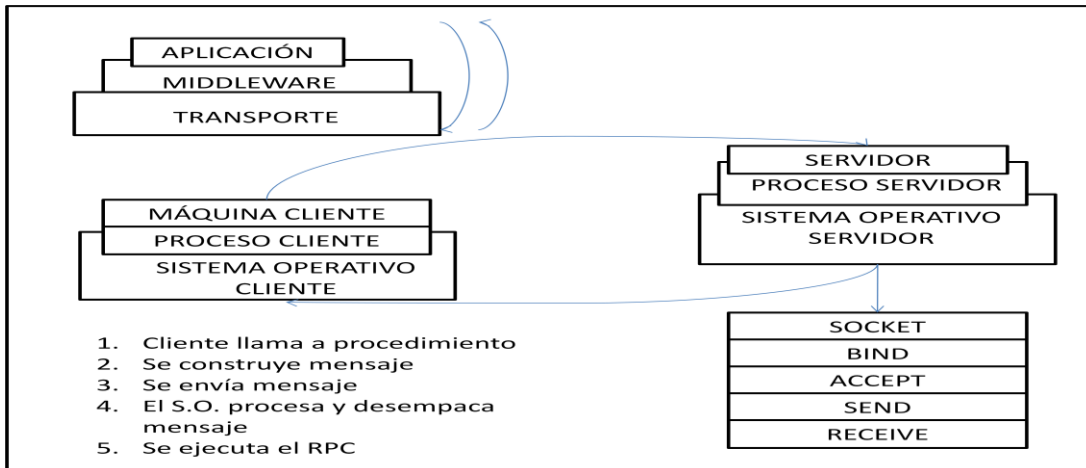 APLICACIÓN
MIDDLEWARE
TRANSPORTE
SERVIDOR
PROCESO SERVIDOR
SISTEMA OPERATIVO
SERVIDOR
MÁQUINA CLIENTE
PROCESO CLIENTE
SISTEMA OPERATIVO
CLIENTE
1. Cliente llama a procedimiento
2. Se construye mensaje
3. Se envía mensaje
4. El S.O. procesa y desempaca
mensaje
5. Se ejecuta el RPC
SOCKET
BIND
ACCEPT
SEND
RECEIVE